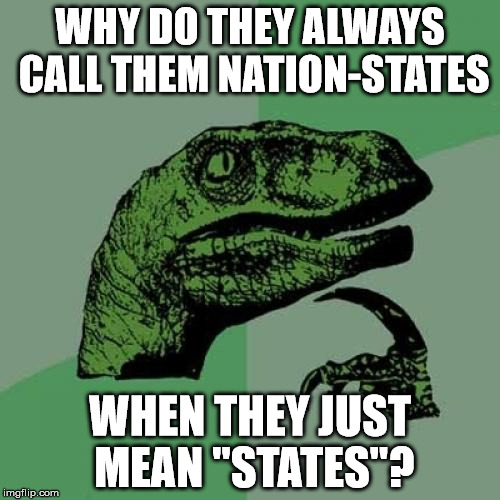 WHY DO THEY ALWAYS
CALL THEM NATION-STATES
WHEN THEY JUST
MEAN "STATES"?
imgflip.com